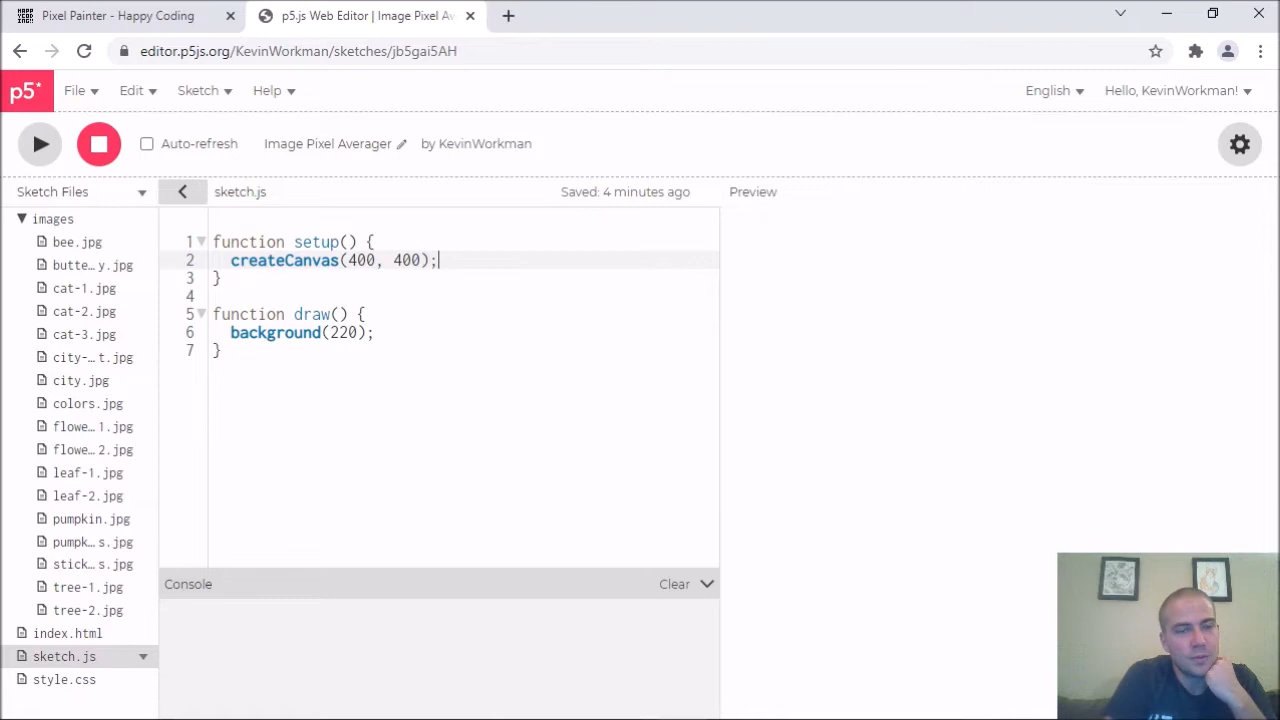 Pixel Painter - Happy Coding
p5.js Web Editor | Image Pixel Av
editor.p5js.org/KevinWorkman/sketches/jb5gai5AH
p5*
File
Edit
Sketch
Help
English
Hello, KevinWorkman!
Auto-refresh
Image Pixel Averager
by KevinWorkman
Sketch Files
sketch.js
Saved: 4 minutes ago
Preview
images
bee.jpg
butte…y.jpg
cat-1.jpg
cat-2.jpg
cat-3.jpg
city-…t.jpg
city.jpg
colors.jpg
flowe…1.jpg
flowe…2.jpg
leaf-1.jpg
leaf-2.jpg
pumpkin.jpg
pumpk…s.jpg
stick…s.jpg
tree-1.jpg
tree-2.jpg
index.html
sketch.js
style.css
1 function setup() {
2 createCanvas(400, 400);
3 }
4
5 function draw() {
6 background(220);
7 }
Console
Clear